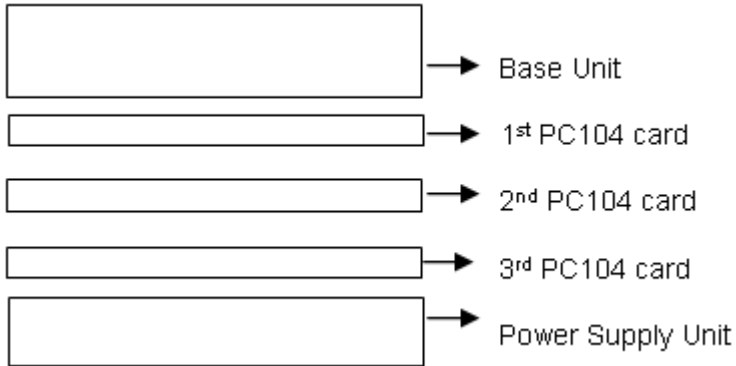 Base Unit
1st PC104 card
2nd PC104 card
3rd PC104 card
Power Supply Unit